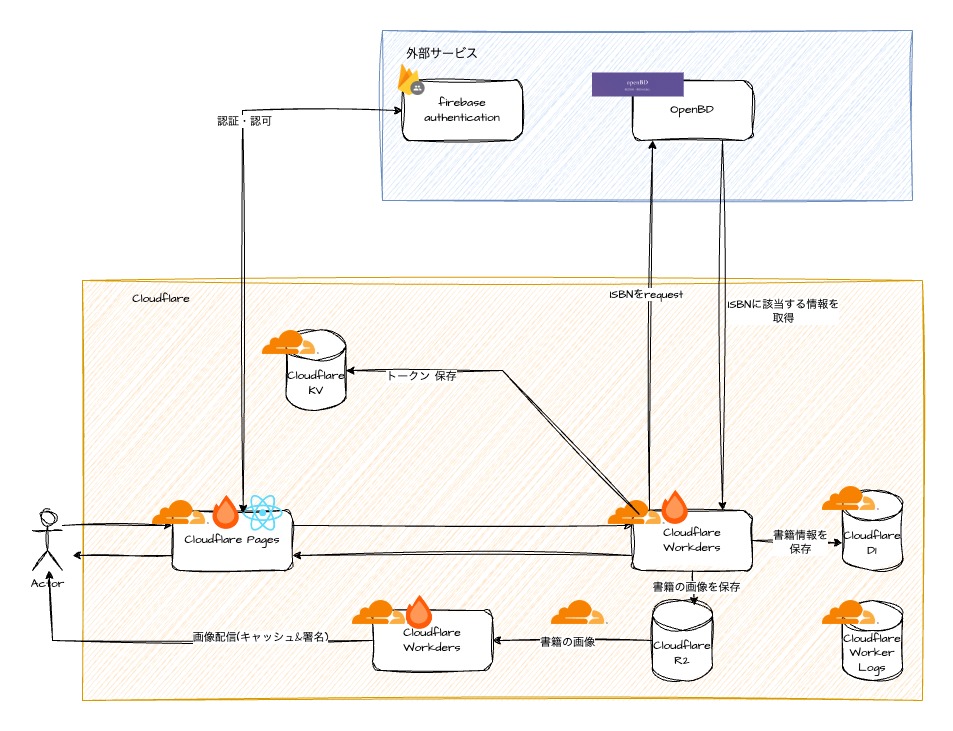 外部サービス
firebase
authentication
openBD
OpenBD
認証・認可
Cloudflare
ISBNをrequest
ISBNに該当する情報を
取得
Cloudflare
KV
トークン 保存
Cloudflare Pages
Cloudflare
Workders
書籍情報を
保存
Cloudflare
D1
Actor
書籍の画像を保存
画像配信(キャッシュ&署名)
Cloudflare
Workders
書籍の画像
Cloudflare
R2
Cloudflare
Worker
Logs